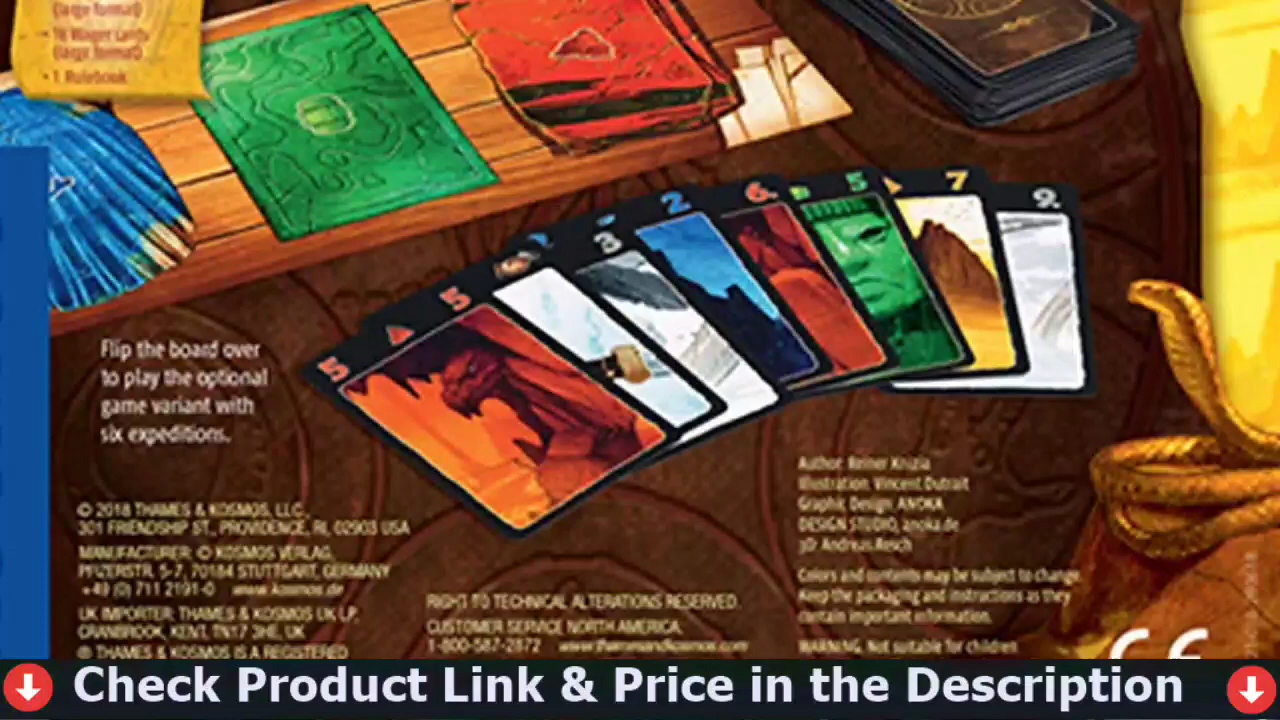 (large format)
• 18 Wager cards
(large format)
• 1 Rulebook
5
5
3
2
6
5
7
9
Flip the board over
to play the optional
game variant with
six expeditions.
© 2018 THAMES & KOSMOS, LLC,
301 FRIENDSHIP ST., PROVIDENCE, RI, 02903 USA
MANUFACTURER: © KOSMOS VERLAG,
PFIZERSTR. 5-7, 70184 STUTTGART, GERMANY
+49 (0) 711 2191-0 www.kosmos.de
UK IMPORTER: THAMES & KOSMOS UK LP,
CRANBROOK, KENT, TN17 3HE, UK
® THAMES & KOSMOS IS A REGISTERED
RIGHT TO TECHNICAL ALTERATIONS RESERVED.
CUSTOMER SERVICE NORTH AMERICA:
1-800-587-2872 www.thamesandkosmos.com
Author: Reiner Knizia
Illustration: Vincent Dutrait
Graphic Design: ANOKA
DESIGN STUDIO, anoka.de
3D: Andreas Resch
Colors and contents may be subject to change.
Keep the packaging and instructions as they
contain important information.
WARNING. Not suitable for children
CE
Check Product Link & Price in the Description